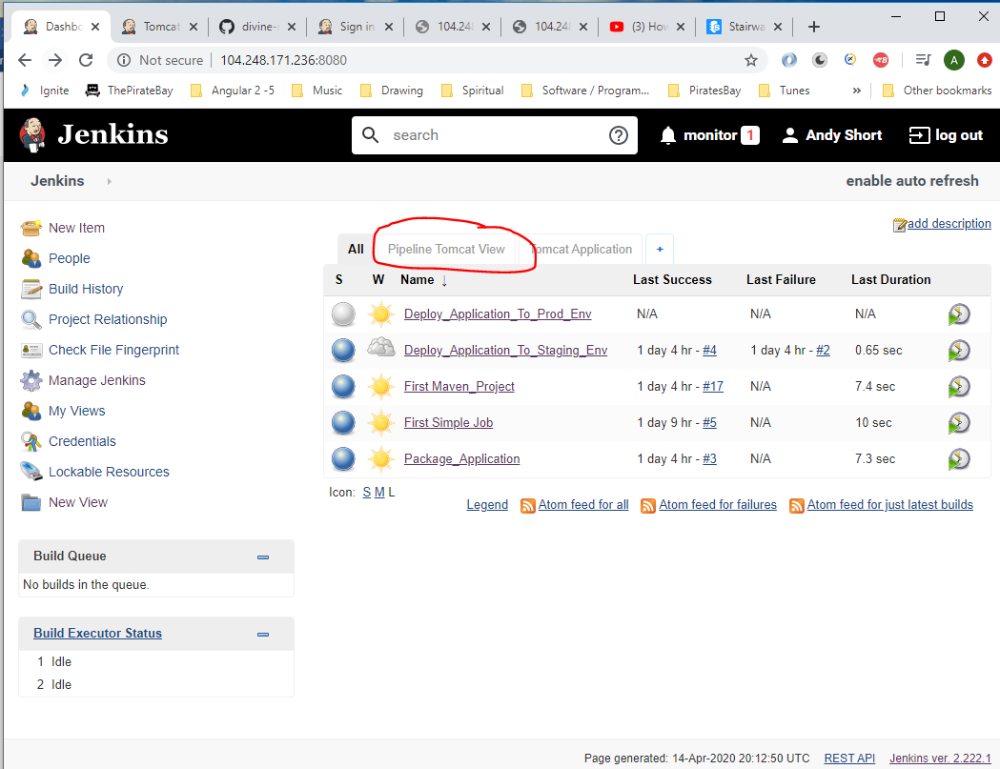 Dashbo Tomcat divine- Sign in 104.248 104.248 (3) How Stairwa
Not secure 104.248.171.236:8080 A
Ignite ThePirateBay Angular 2 -5 Music Drawing Spiritual Software / Program... PiratesBay Tunes » Other bookmarks
Jenkins search monitor 1 Andy Short log out
Jenkins enable auto refresh
add description
New Item
People
Build History
Project Relationship
Check File Fingerprint
Manage Jenkins
My Views
Credentials
Lockable Resources
New View
All Pipeline Tomcat View Tomcat Application +
S W Name ↓ Last Success Last Failure Last Duration
Deploy_Application_To_Prod_Env N/A N/A N/A
Deploy_Application_To_Staging_Env 1 day 4 hr - #4 1 day 4 hr - #2 0.65 sec
First Maven_Project 1 day 4 hr - #17 N/A 7.4 sec
First Simple Job 1 day 9 hr - #5 N/A 10 sec
Package_Application 1 day 4 hr - #3 N/A 7.3 sec
Icon: S M L
Legend Atom feed for all Atom feed for failures Atom feed for just latest builds
Build Queue
No builds in the queue.
Build Executor Status
1 Idle
2 Idle
Page generated: 14-Apr-2020 20:12:50 UTC REST API Jenkins ver. 2.222.1